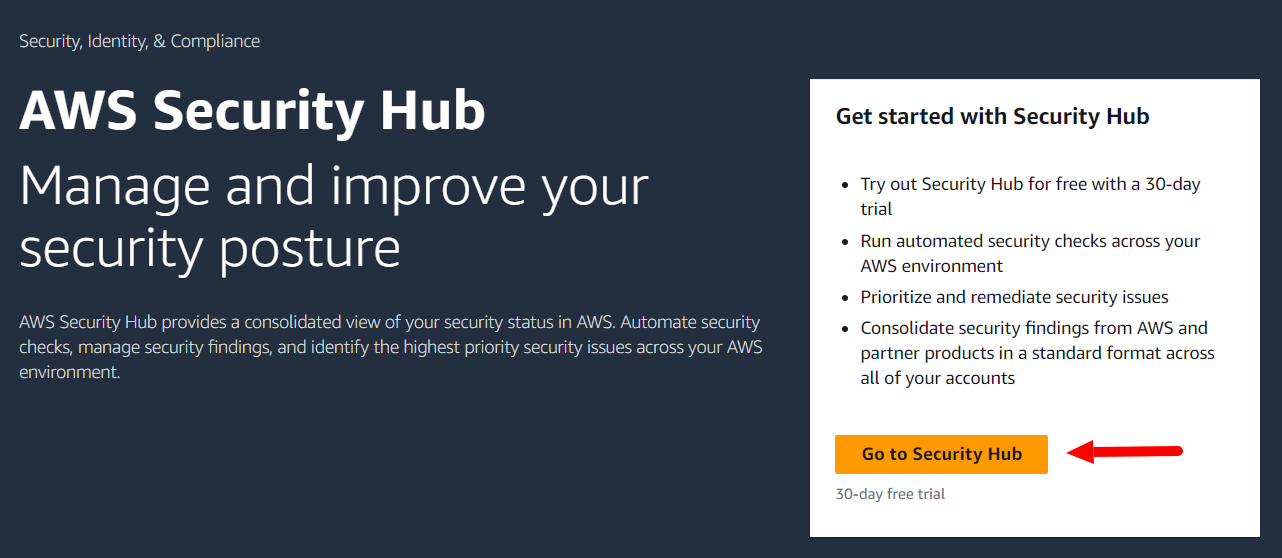 Security, Identity, & Compliance
AWS Security Hub
Manage and improve your
security posture
AWS Security Hub provides a consolidated view of your security status in AWS. Automate security
checks, manage security findings, and identify the highest priority security issues across your AWS
environment.
Get started with Security Hub
• Try out Security Hub for free with a 30-day
trial
• Run automated security checks across your
AWS environment
• Prioritize and remediate security issues
• Consolidate security findings from AWS and
partner products in a standard format across
all of your accounts
Go to Security Hub
30-day free trial